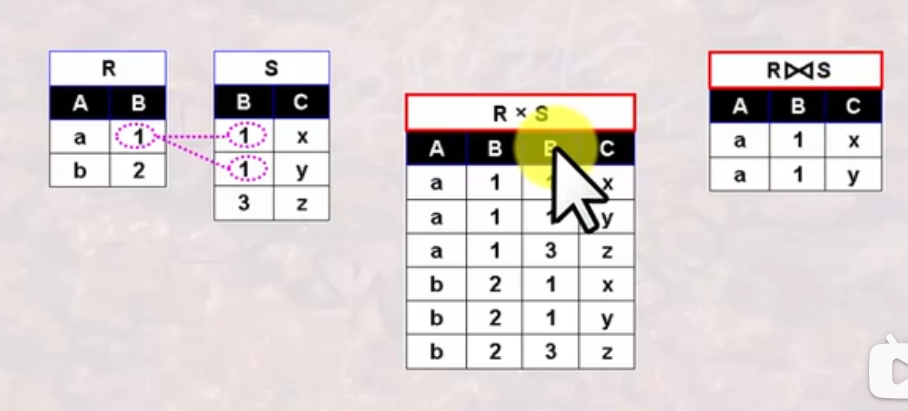 R
A B
a 1
b 2
S
B C
1 x
1 y
3 z
R × S
A B B C
a 1 1 x
a 1 1 y
a 1 3 z
b 2 1 x
b 2 1 y
b 2 3 z
R⋈S
A B C
a 1 x
a 1 y